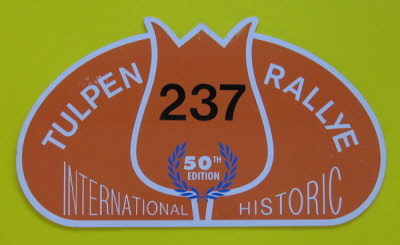 TULPEN RALLYE
237
50TH
EDITION
INTERNATIONAL HISTORIC